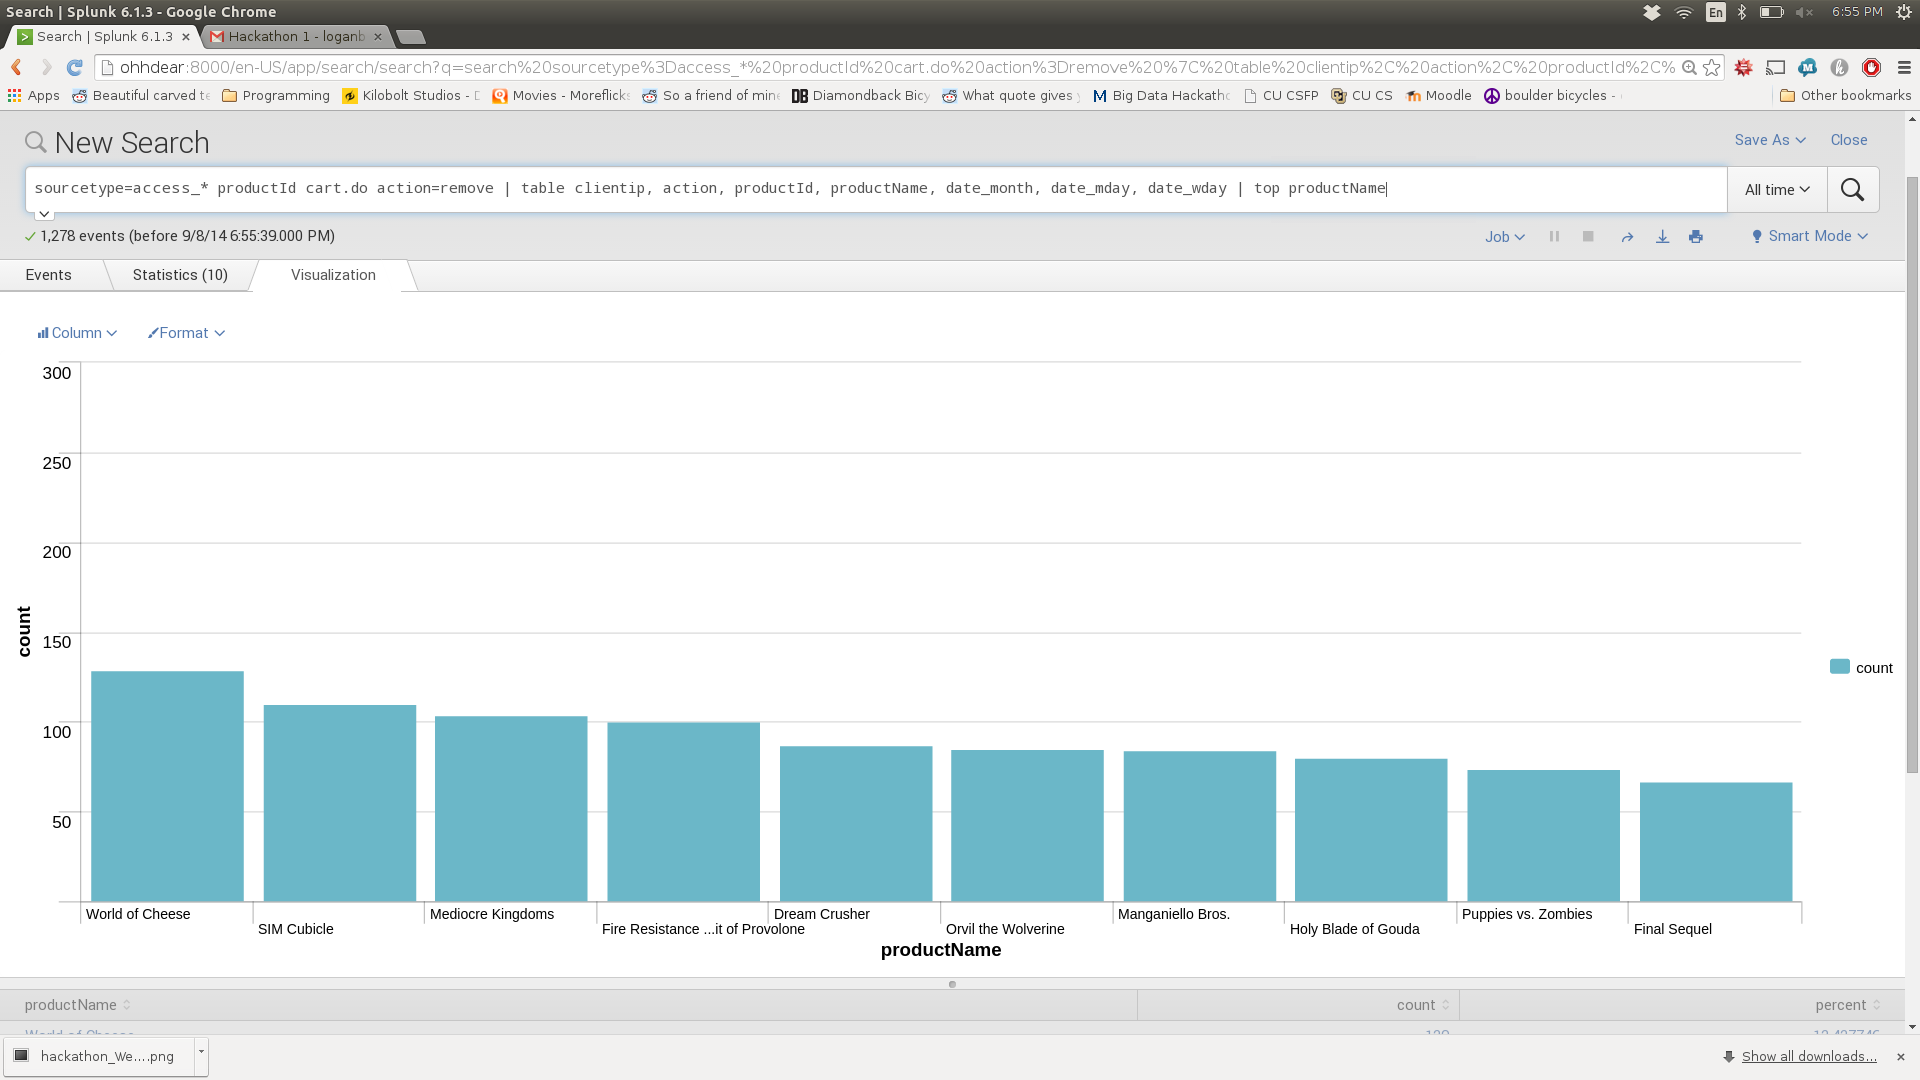 Search | Splunk 6.1.3 - Google Chrome
En
6:55 PM
Search | Splunk 6.1.3 ×
Hackathon 1 - loganb ×
ohhdear:8000/en-US/app/search/search?q=search%20sourcetype%3Daccess_*%20productId%20cart.do%20action%3Dremove%20%7C%20table%20clientip%2C%20action%2C%20productId%2C%
Apps
Beautiful carved te
Programming
Kilobolt Studios - D
Movies - Moreflicks
So a friend of mine
Diamondback Bicy
What quote gives y
Big Data Hackatho
CU CSFP
CU CS
Moodle
boulder bicycles -
Other bookmarks
New Search
Save As
Close
sourcetype=access_* productId cart.do action=remove | table clientip, action, productId, productName, date_month, date_mday, date_wday | top productName
All time
1,278 events (before 9/8/14 6:55:39.000 PM)
Job
Smart Mode
Events
Statistics (10)
Visualization
Column
Format
300
250
200
150
100
50
count
count
World of Cheese
SIM Cubicle
Mediocre Kingdoms
Fire Resistance ...it of Provolone
Dream Crusher
Orvil the Wolverine
Manganiello Bros.
Holy Blade of Gouda
Puppies vs. Zombies
Final Sequel
productName
productName
count
percent
World of Cheese
hackathon_We....png
Show all downloads...
×